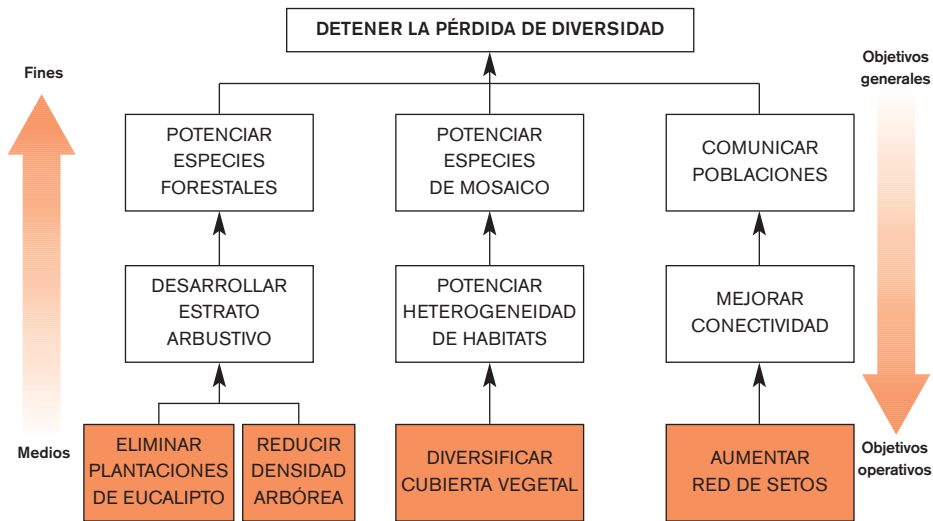 DETENER LA PÉRDIDA DE DIVERSIDAD
Fines
Objetivos
generales
POTENCIAR
ESPECIES
FORESTALES
POTENCIAR
ESPECIES
DE MOSAICO
COMUNICAR
POBLACIONES
DESARROLLAR
ESTRATO
ARBUSTIVO
POTENCIAR
HETEROGENEIDAD
DE HABITATS
MEJORAR
CONECTIVIDAD
Medios
ELIMINAR
PLANTACIONES
DE EUCALIPTO
REDUCIR
DENSIDAD
ARBÓREA
DIVERSIFICAR
CUBIERTA VEGETAL
AUMENTAR
RED DE SETOS
Objetivos
operativos